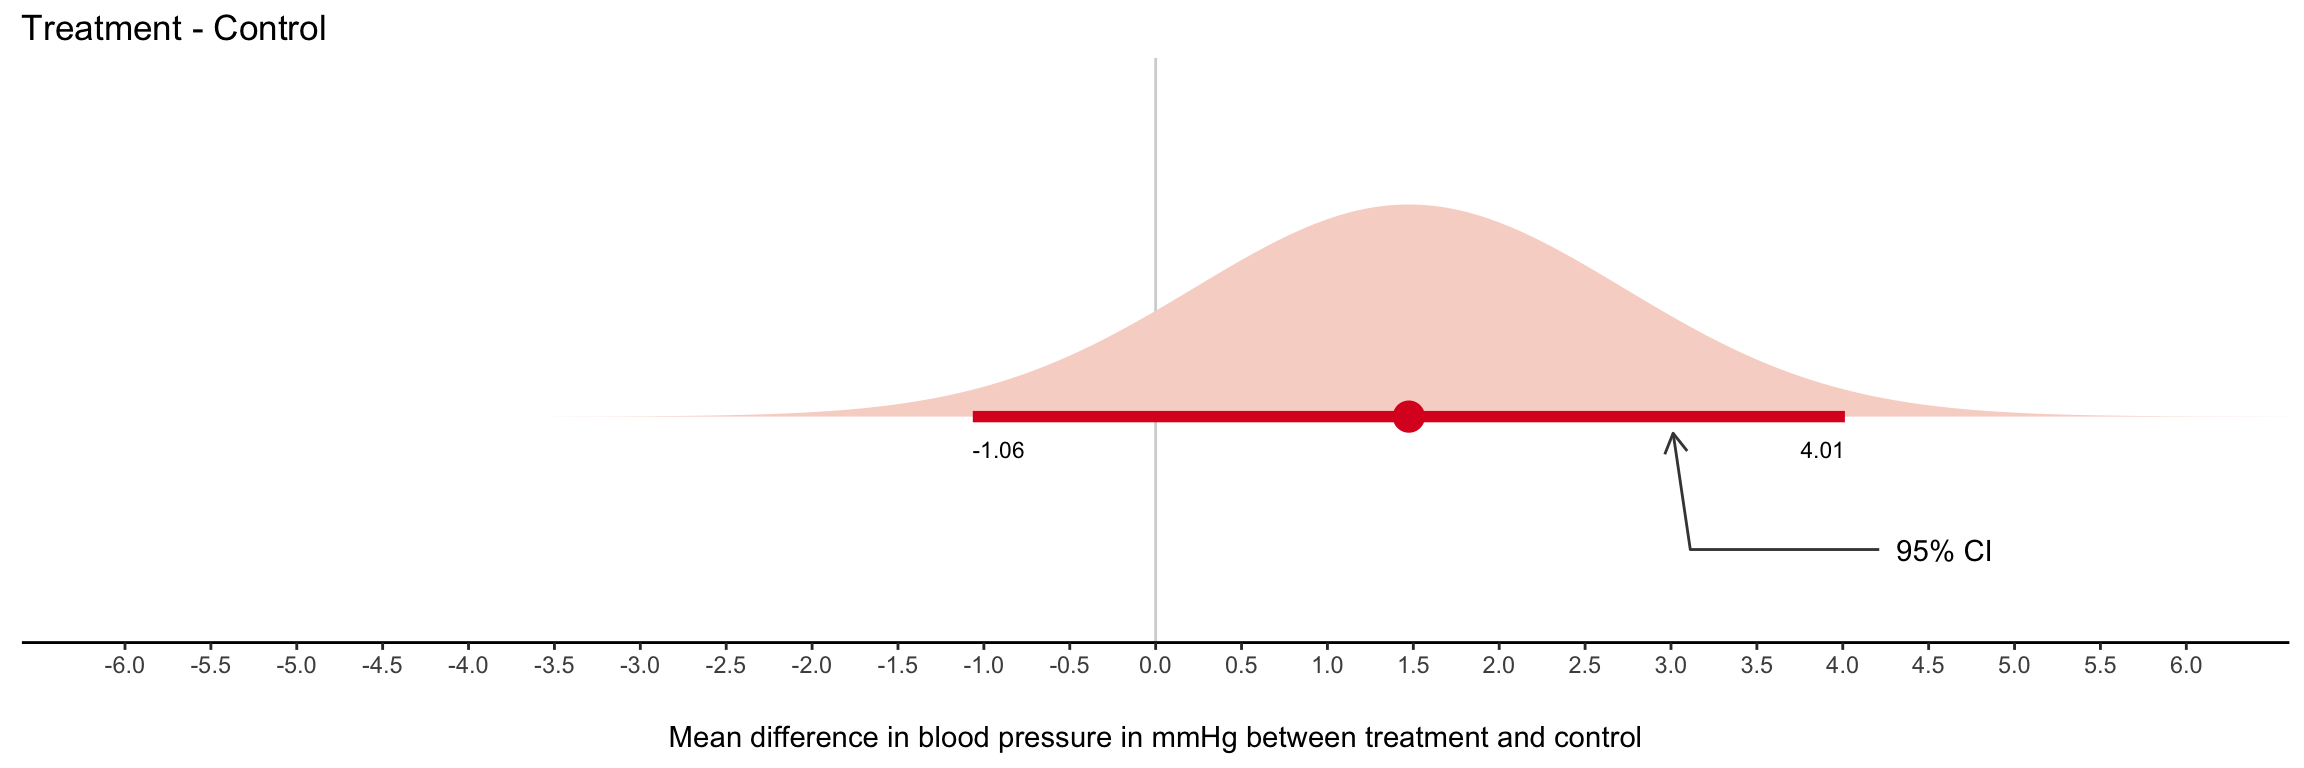 Treatment - Control
-1.06
4.01
95% CI
-6.0 -5.5 -5.0 -4.5 -4.0 -3.5 -3.0 -2.5 -2.0 -1.5 -1.0 -0.5 0.0 0.5 1.0 1.5 2.0 2.5 3.0 3.5 4.0 4.5 5.0 5.5 6.0
Mean difference in blood pressure in mmHg between treatment and control